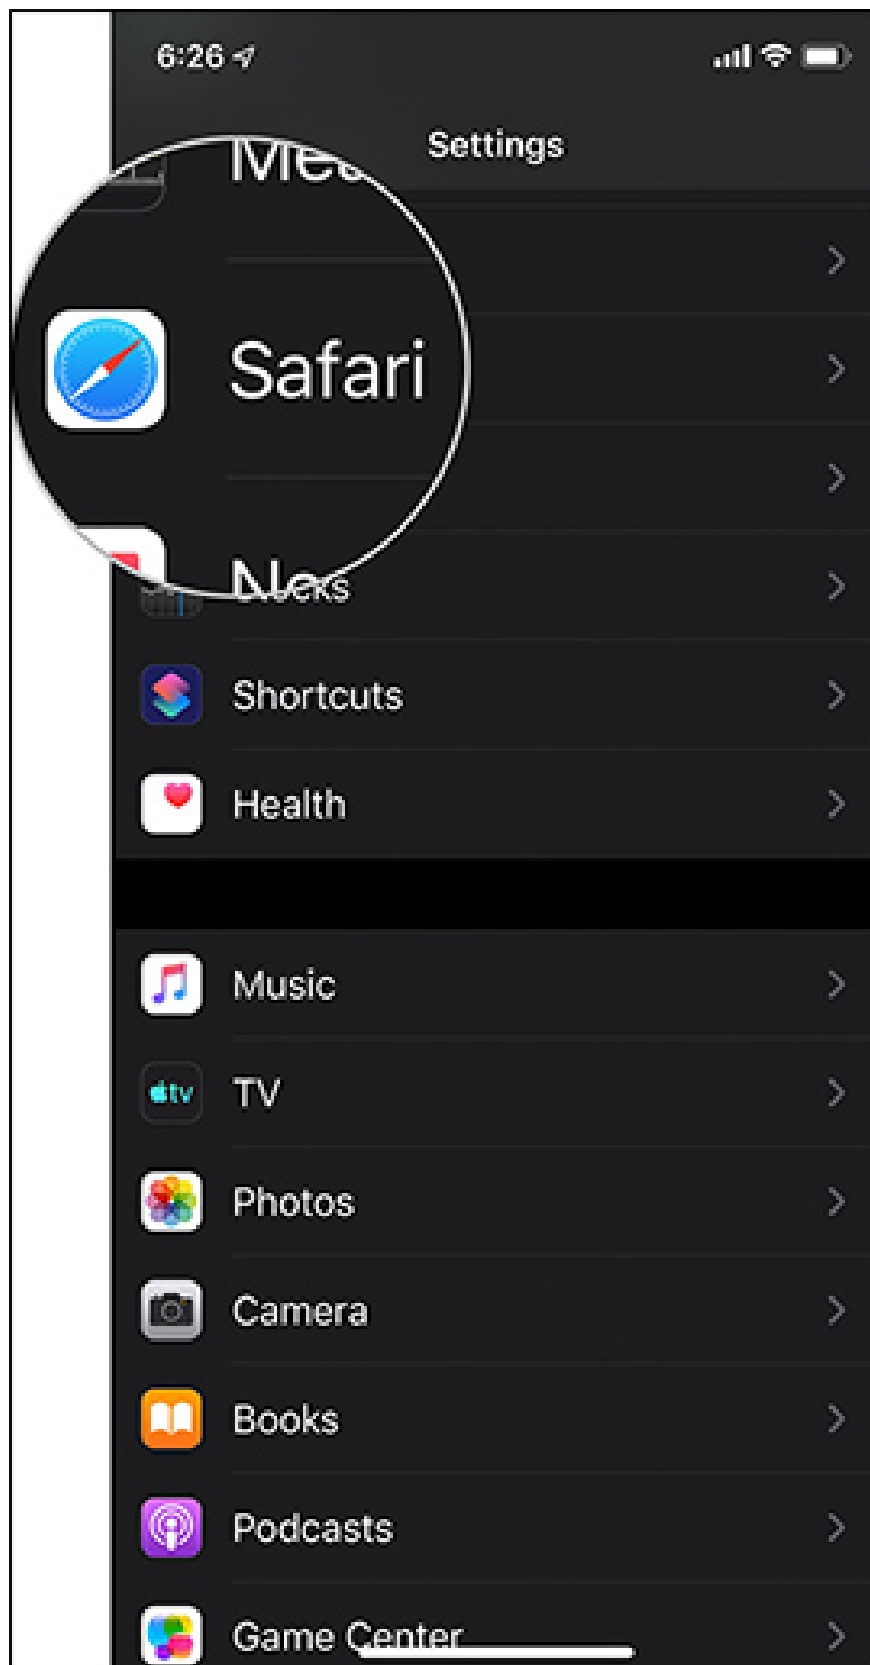 6:26
Settings
Safari
Shortcuts
Health
Music
tv
TV
Photos
Camera
Books
Podcasts
Game Center